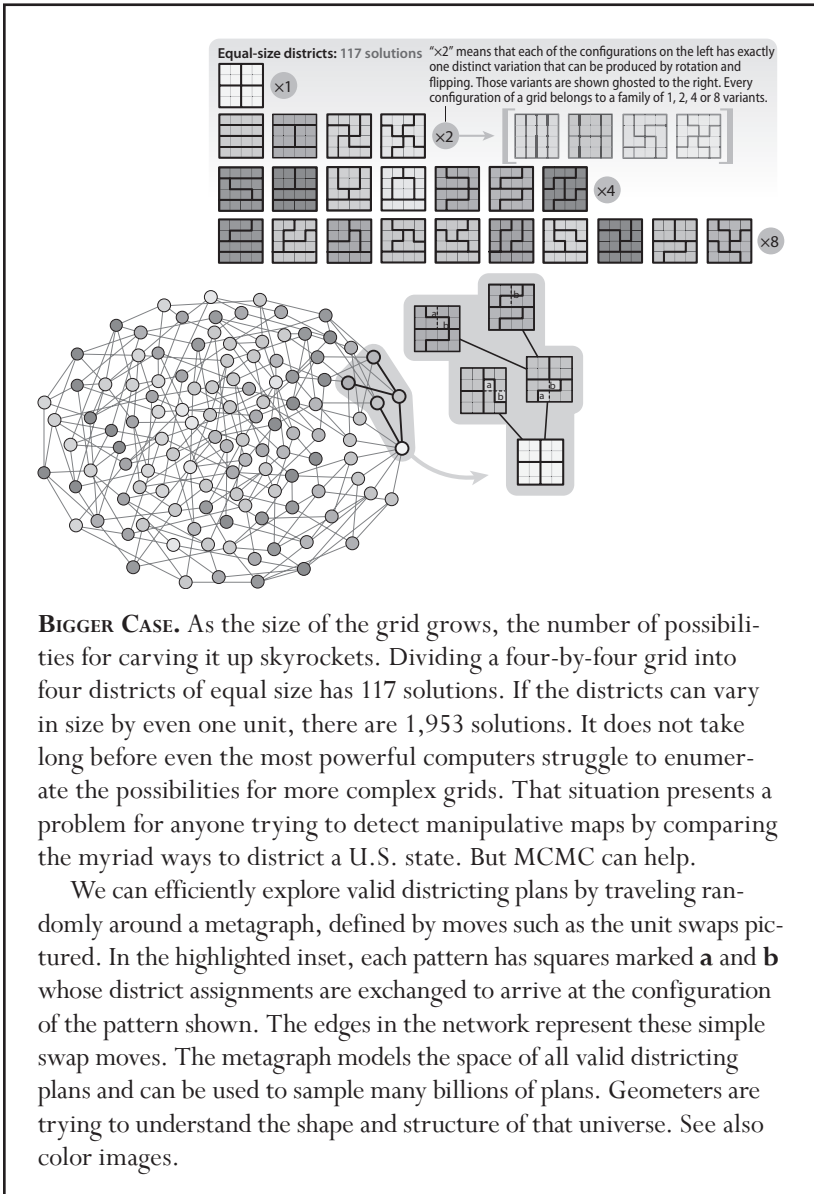 Equal-size districts: 117 solutions
"×2" means that each of the configurations on the left has exactly
one distinct variation that can be produced by rotation and
flipping. Those variants are shown ghosted to the right. Every
configuration of a grid belongs to a family of 1, 2, 4 or 8 variants.
×1
×2
×4
×8
b
a
b
a
b
b
a
BIGGER CASE. As the size of the grid grows, the number of possibili-
ties for carving it up skyrockets. Dividing a four-by-four grid into
four districts of equal size has 117 solutions. If the districts can vary
in size by even one unit, there are 1,953 solutions. It does not take
long before even the most powerful computers struggle to enumer-
ate the possibilities for more complex grids. That situation presents a
problem for anyone trying to detect manipulative maps by comparing
the myriad ways to district a U.S. state. But MCMC can help.
We can efficiently explore valid districting plans by traveling ran-
domly around a metagraph, defined by moves such as the unit swaps pic-
tured. In the highlighted inset, each pattern has squares marked a and b
whose district assignments are exchanged to arrive at the configuration
of the pattern shown. The edges in the network represent these simple
swap moves. The metagraph models the space of all valid districting
plans and can be used to sample many billions of plans. Geometers are
trying to understand the shape and structure of that universe. See also
color images.